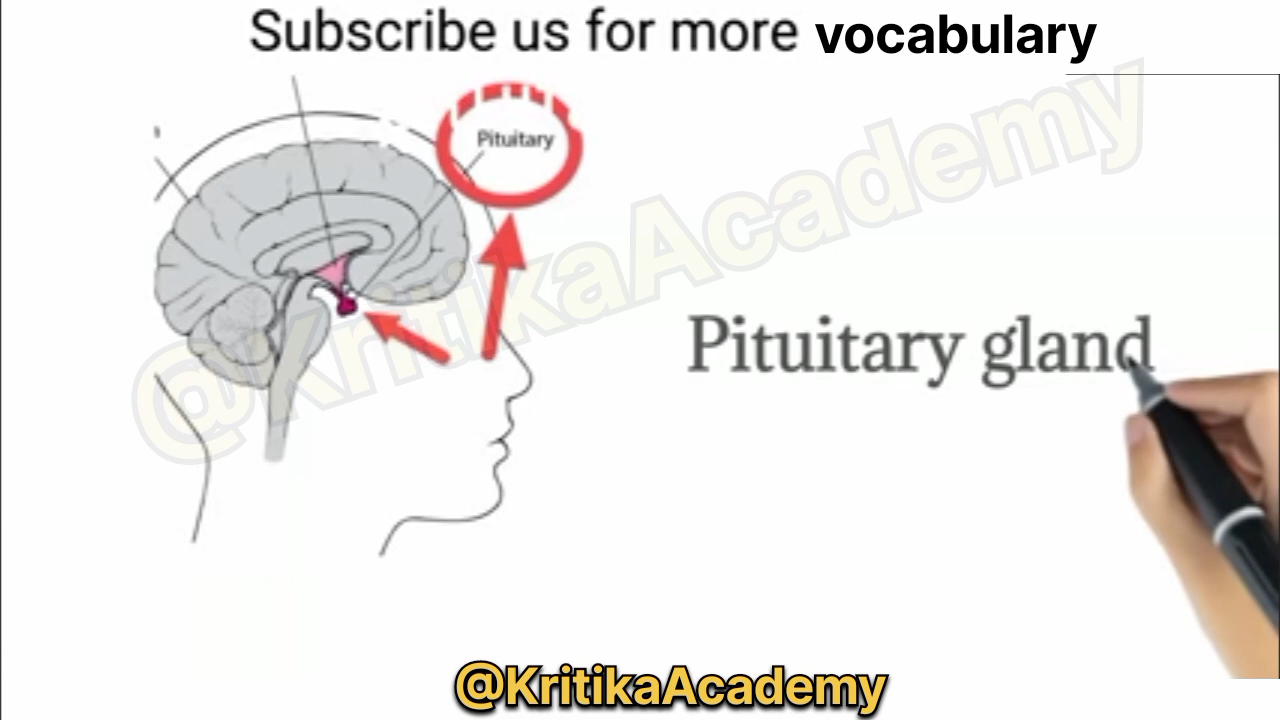 Subscribe us for more vocabulary
Pituitary
@KritikaAcademy
Pituitary gland
@KritikaAcademy